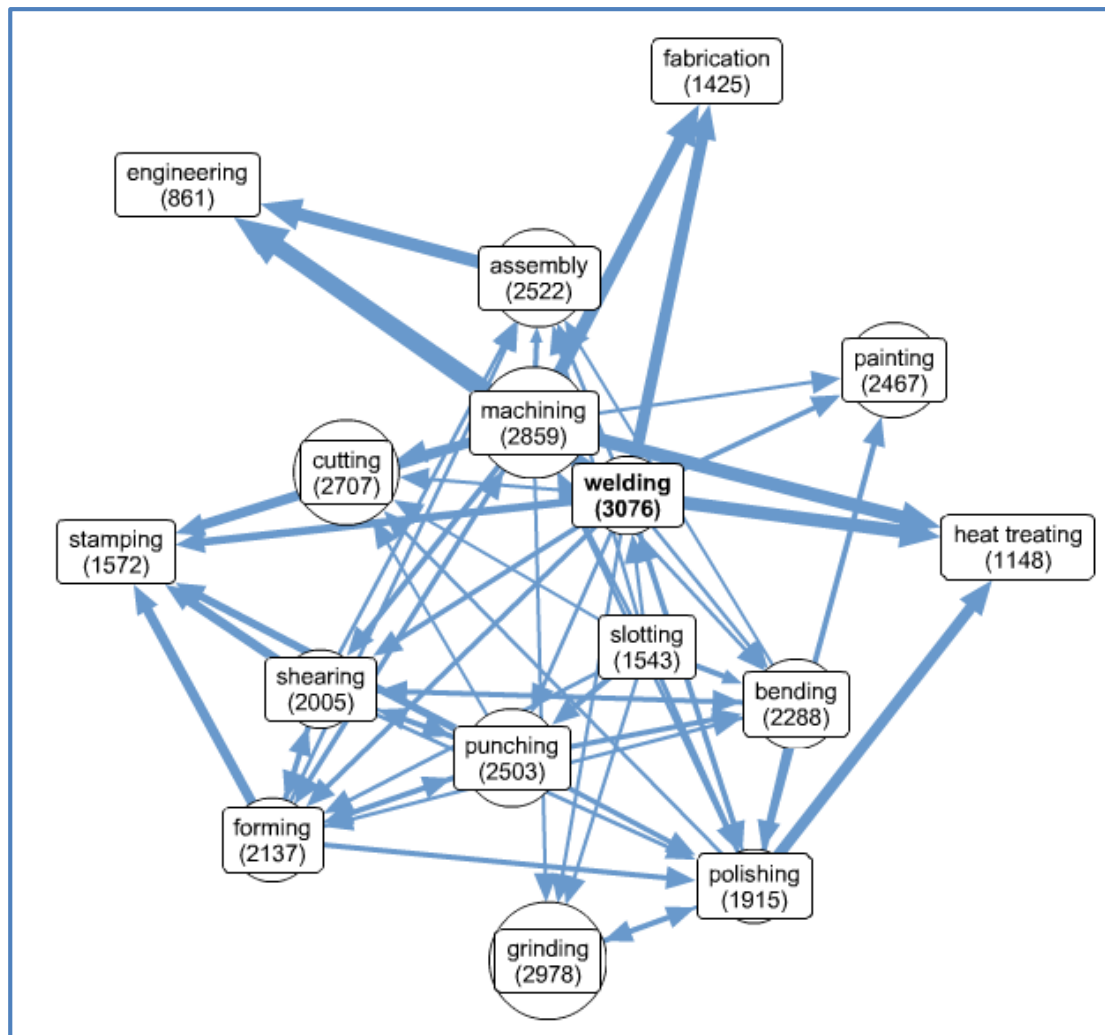 fabrication
(1425)
engineering
(861)
assembly
(2522)
painting
(2467)
machining
(2859)
cutting
(2707)
welding
(3076)
stamping
(1572)
heat treating
(1148)
slotting
(1543)
shearing
(2005)
bending
(2288)
punching
(2503)
forming
(2137)
polishing
(1915)
grinding
(2978)